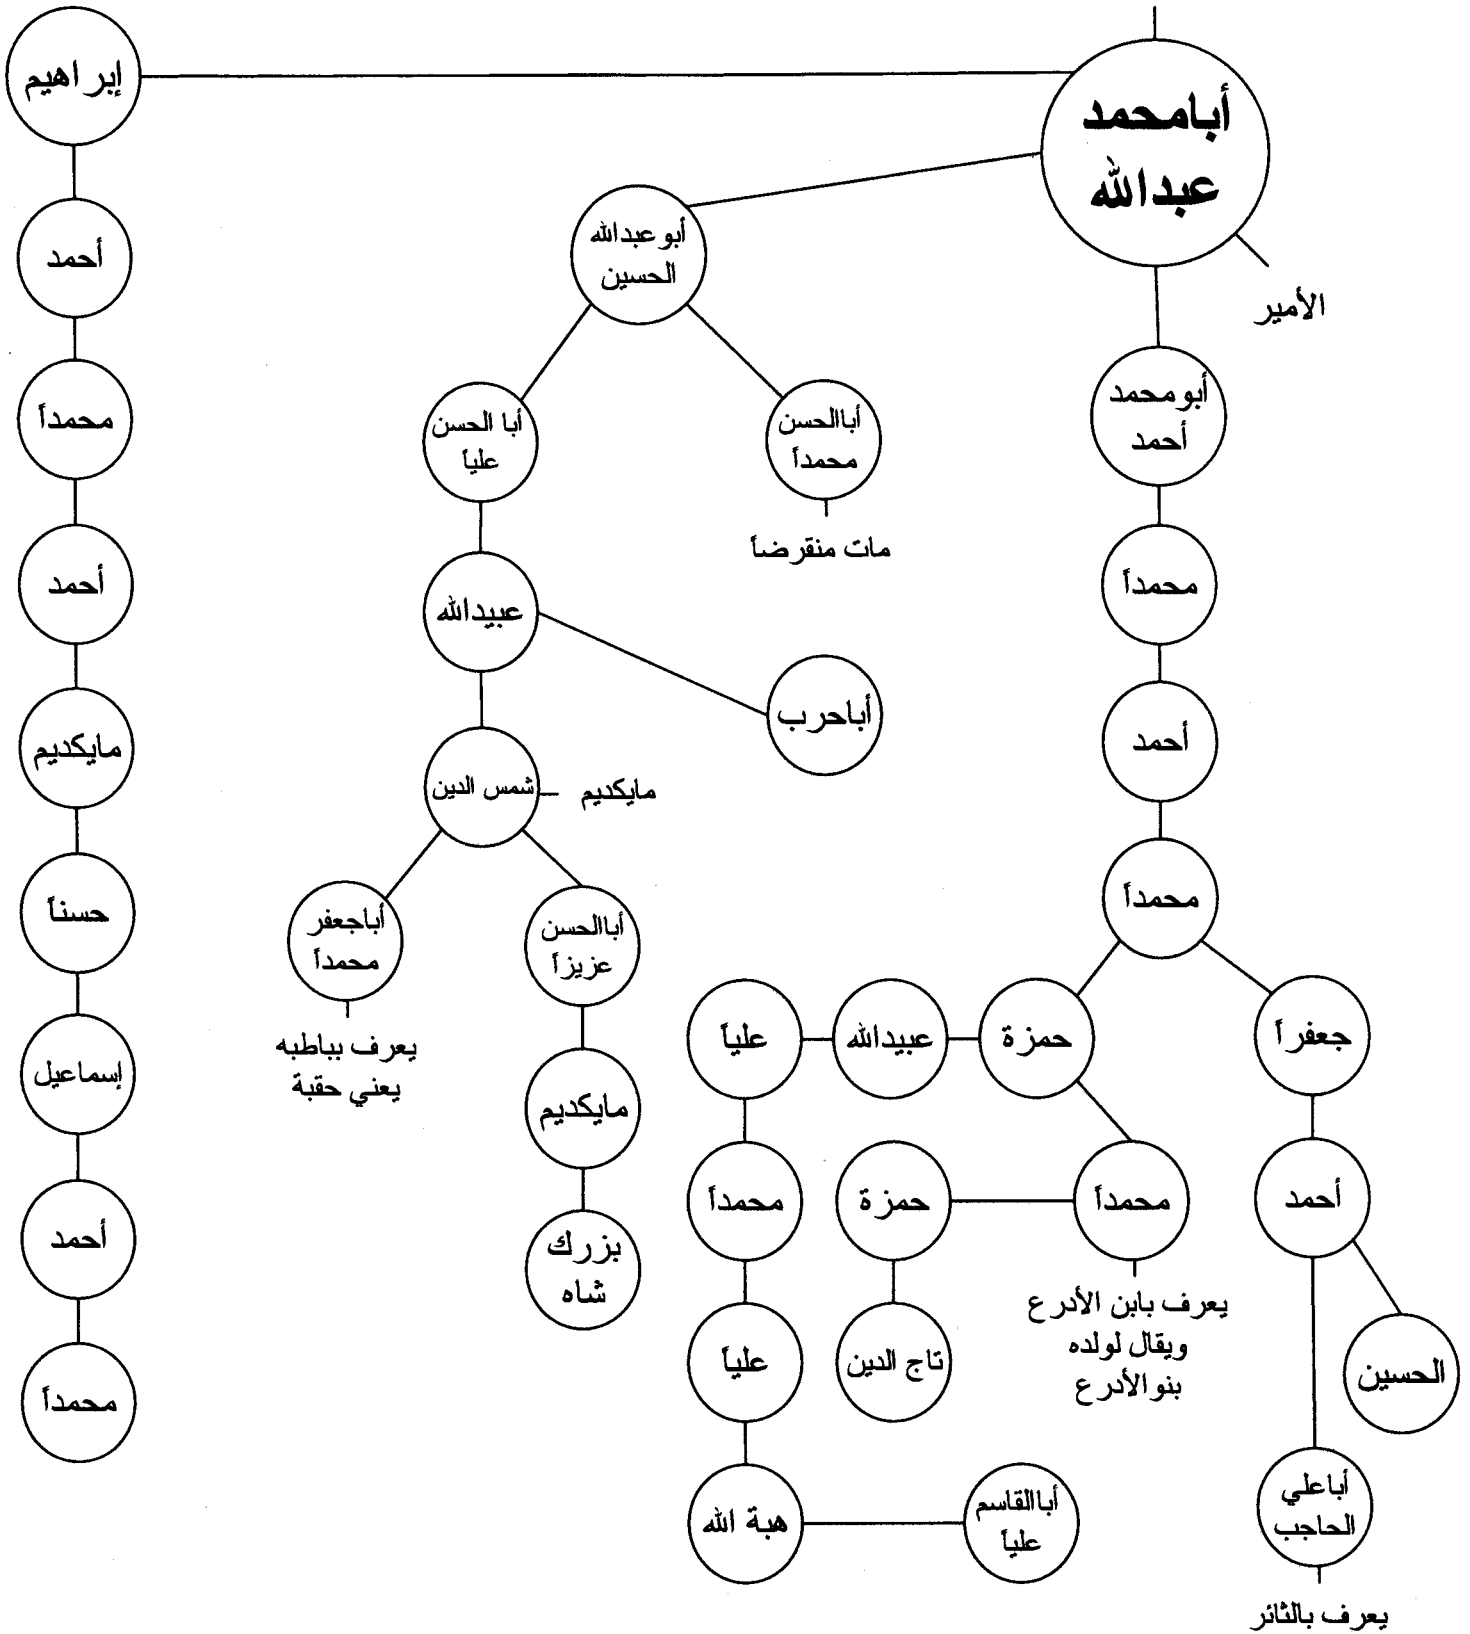 أبامحمد
عبدالله
الأمير
أبومحمد
أحمد
محمداً
أحمد
محمداً
جعفراً
أحمد
الحسين
أباعلي
الحاجب
يعرف بالثائر
حمزة
محمداً
يعرف بابن الأدرع
ويقال لولده
بنو الأدرع
حمزة
تاج الدين
عبيدالله
علياً
محمداً
علياً
هبة الله
أباالقاسم
علياً
أبوعبدالله
الحسين
أباالحسن
محمداً
مات منقرضاً
أبا الحسن
علياً
عبيدالله
أباحرب
شمس الدين
مايكديم
أباالحسن
عزيزاً
مايكديم
بزرك
شاه
أباجعفر
محمداً
يعرف بباطبه
يعني حقبة
إبراهيم
أحمد
محمداً
أحمد
مايكديم
حسناً
إسماعيل
أحمد
محمداً